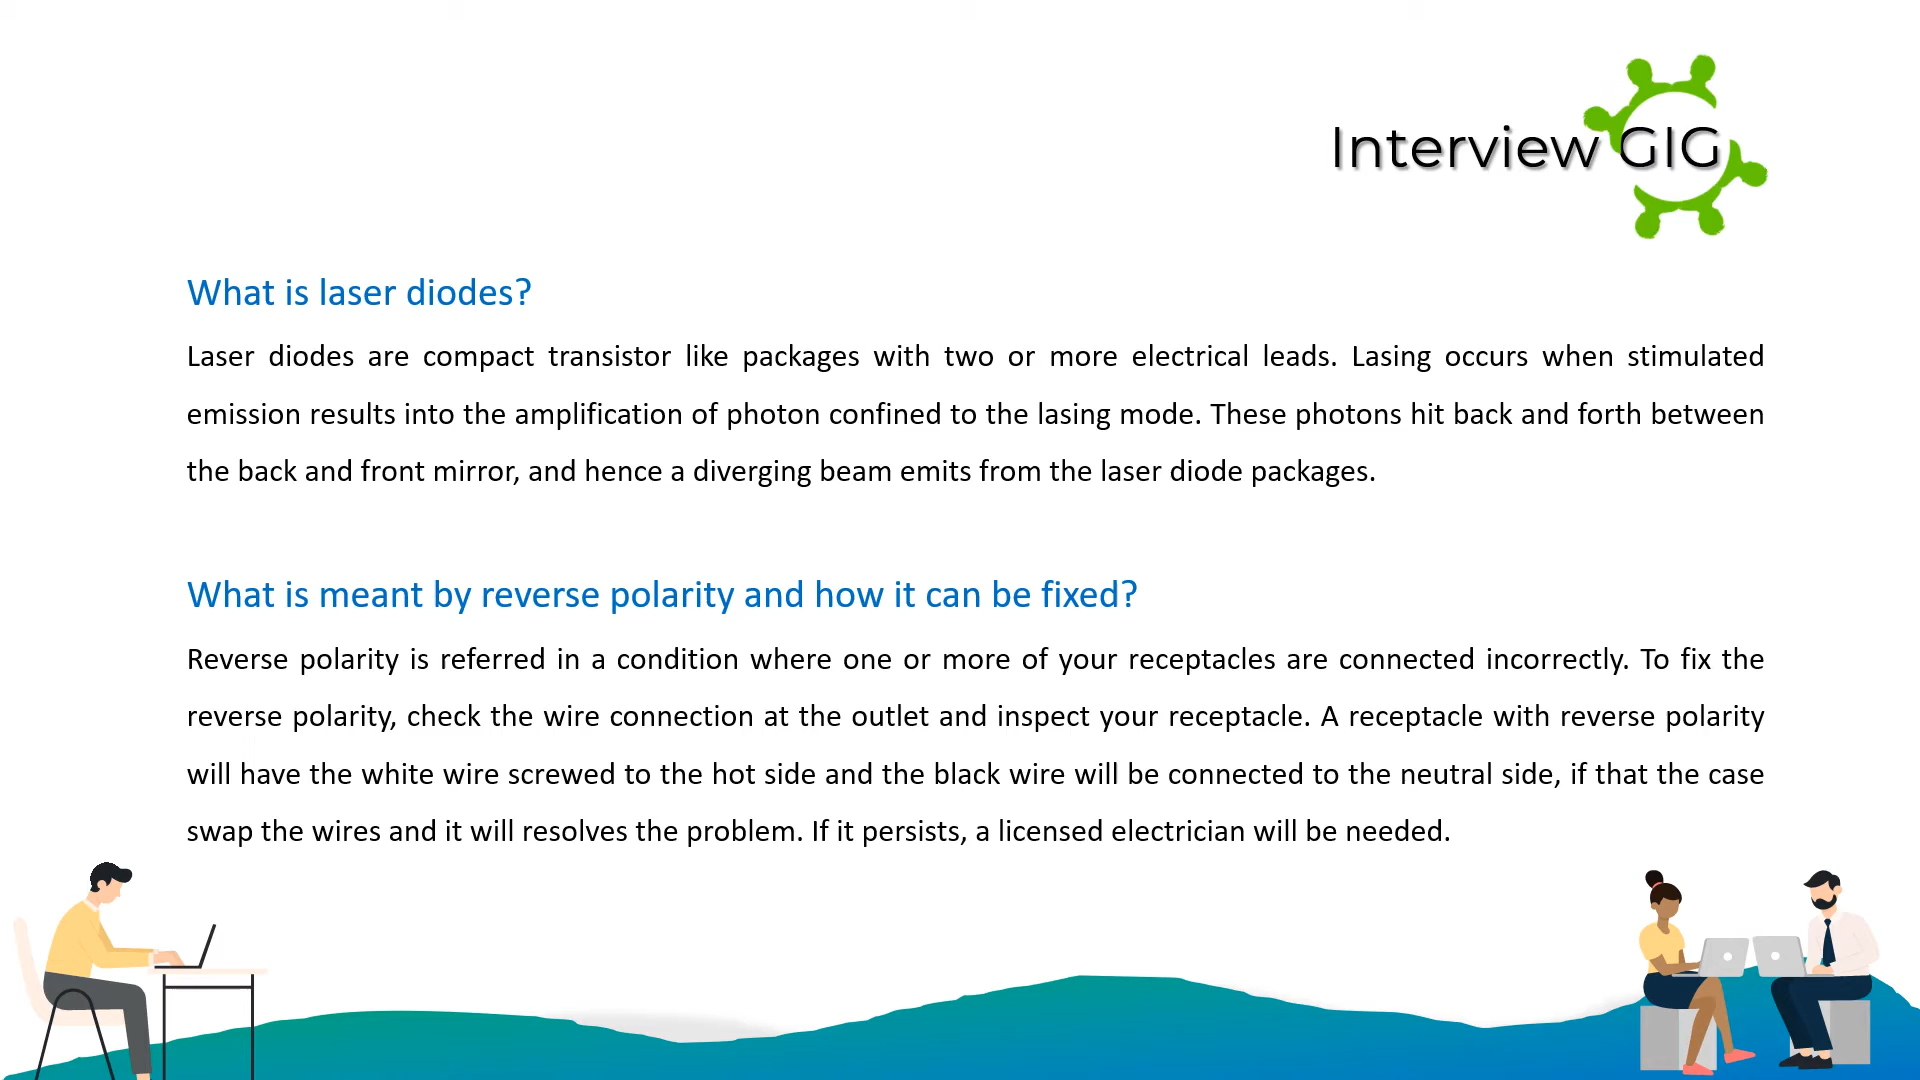 Interview GIG
What is laser diodes?
Laser diodes are compact transistor like packages with two or more electrical leads. Lasing occurs when stimulated
emission results into the amplification of photon confined to the lasing mode. These photons hit back and forth between
the back and front mirror, and hence a diverging beam emits from the laser diode packages.
What is meant by reverse polarity and how it can be fixed?
Reverse polarity is referred in a condition where one or more of your receptacles are connected incorrectly. To fix the
reverse polarity, check the wire connection at the outlet and inspect your receptacle. A receptacle with reverse polarity
will have the white wire screwed to the hot side and the black wire will be connected to the neutral side, if that the case
swap the wires and it will resolves the problem. If it persists, a licensed electrician will be needed.